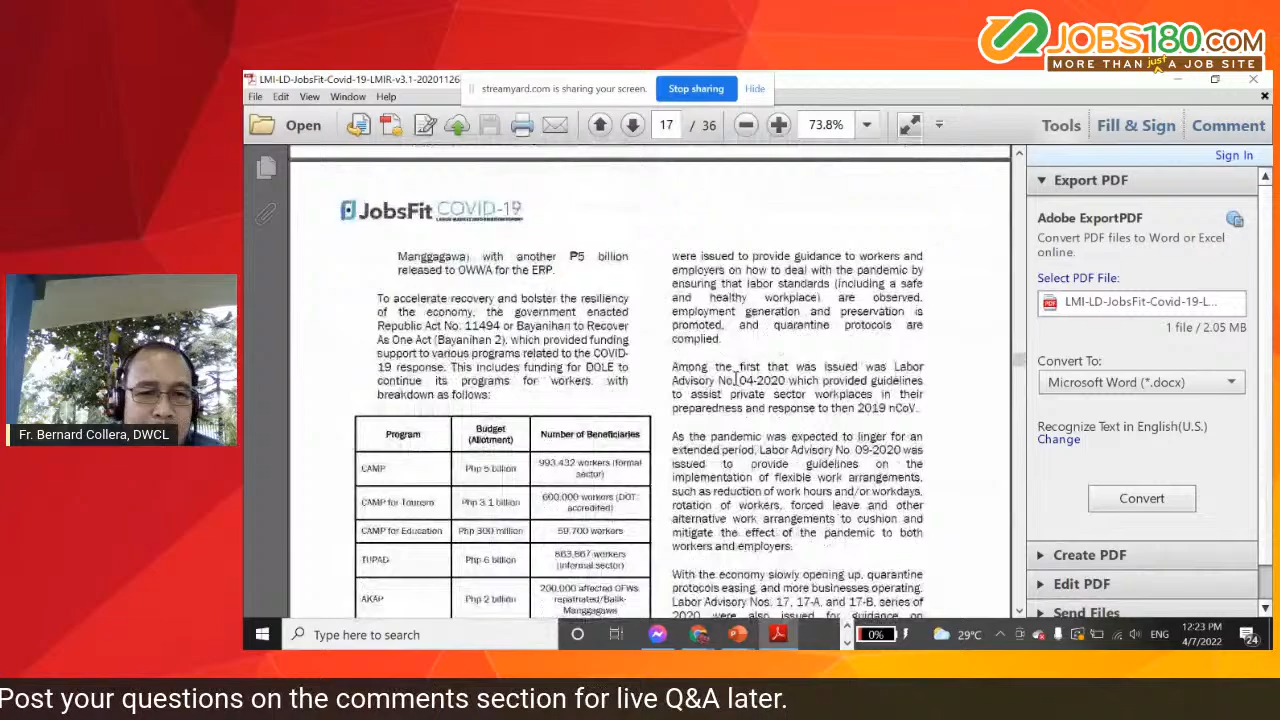 JOBS180.COM
MORE THAN just A JOB SITE
LMI-LD-JobsFit-Covid-19-LMIR-v3.1-20201126
streamyard.com is sharing your screen.
Stop sharing
Hide
File Edit View Window Help
Open
17 / 36
73.8%
Tools
Fill & Sign
Comment
Sign In
JobsFit COVID-19
Manggagawa) with another ₱5 billion
released to OWWA for the ERP.
To accelerate recovery and bolster the resiliency
of the economy, the government enacted
Republic Act No. 11494 or Bayanihan to Recover
As One Act (Bayanihan 2), which provided funding
support to various programs related to the COVID-
19 response. This includes funding for DOLE to
continue its programs for workers with
breakdown as follows:
Program
Budget
(Allotment)
Number of Beneficiaries
CAMP
Php 5 billion
993,432 workers (formal
sector)
CAMP for Tourism
Php 3.1 billion
600,000 workers (DOT-
accredited)
CAMP for Education
Php 300 million
59,700 workers
TUPAD
Php 6 billion
863,867 workers
(informal sector)
AKAP
Php 2 billion
200,000 affected OFWs
repatriated/Balik-
Manggagawa
were issued to provide guidance to workers and
employers on how to deal with the pandemic by
ensuring that labor standards (including a safe
and healthy workplace) are observed,
employment generation and preservation is
promoted, and quarantine protocols are
complied.
Among the first that was issued was Labor
Advisory No. 04-2020 which provided guidelines
to assist private sector workplaces in their
preparedness and response to then 2019 nCoV.
As the pandemic was expected to linger for an
extended period, Labor Advisory No. 09-2020 was
issued to provide guidelines on the
implementation of flexible work arrangements,
such as reduction of work hours and/or workdays,
rotation of workers, forced leave and other
alternative work arrangements to cushion and
mitigate the effect of the pandemic to both
workers and employers.
With the economy slowly opening up, quarantine
protocols easing, and more businesses operating,
Labor Advisory Nos. 17, 17-A, and 17-B, series of
2020 were also issued for guidance on
Export PDF
Adobe ExportPDF
Convert PDF files to Word or Excel
online.
Select PDF File:
LMI-LD-JobsFit-Covid-19-L...
1 file / 2.05 MB
Convert To:
Microsoft Word (*.docx)
Recognize Text in English(U.S.)
Change
Convert
Create PDF
Edit PDF
Send Files
Fr. Bernard Collera, DWCL
Type here to search
0%
29°C
ENG
12:23 PM
4/7/2022
24
Post your questions on the comments section for live Q&A later.